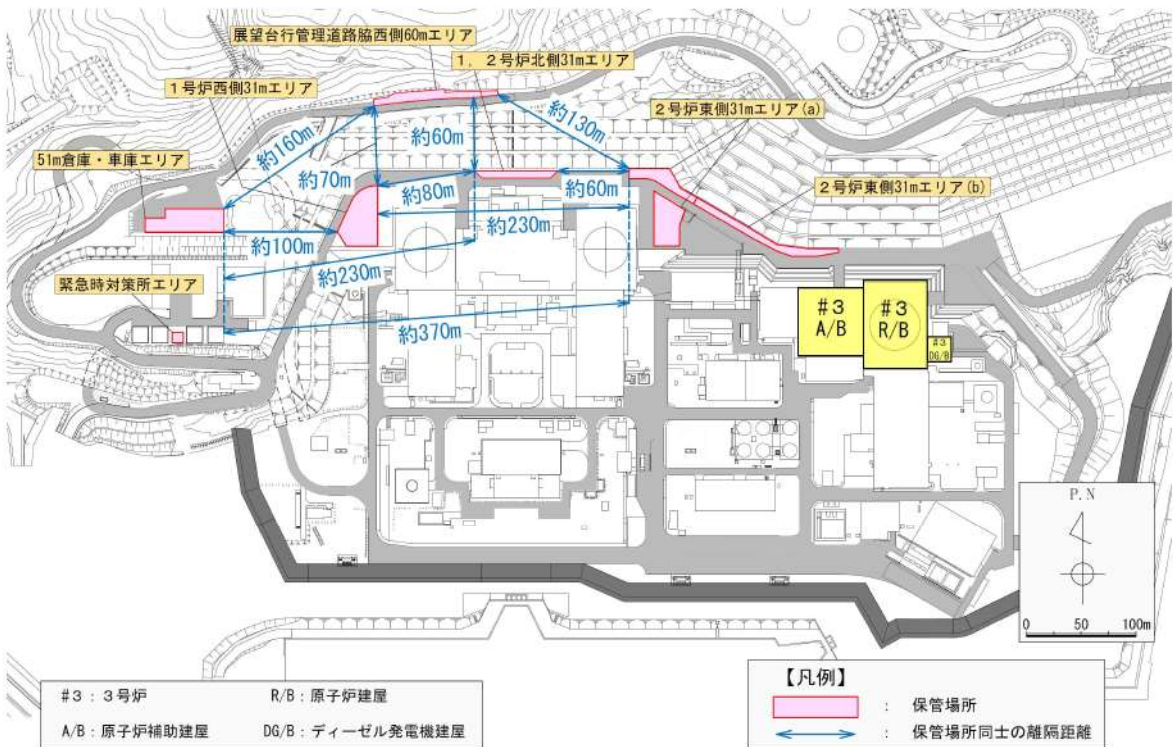 展望台行管理道路脇西側60mエリア
1，2号炉北側31mエリア
1号炉西側31mエリア
2号炉東側31mエリア(a)
51m倉庫・車庫エリア
2号炉東側31mエリア(b)
緊急時対策所エリア
約160m
約70m
約60m
約130m
約80m
約60m
約100m
約230m
約230m
約370m
#3
A/B
#3
R/B
#3
DG/B
P.N
0 50 100m
#3：3号炉
R/B：原子炉建屋
A/B：原子炉補助建屋
DG/B：ディーゼル発電機建屋
【凡例】
： 保管場所
： 保管場所同士の離隔距離